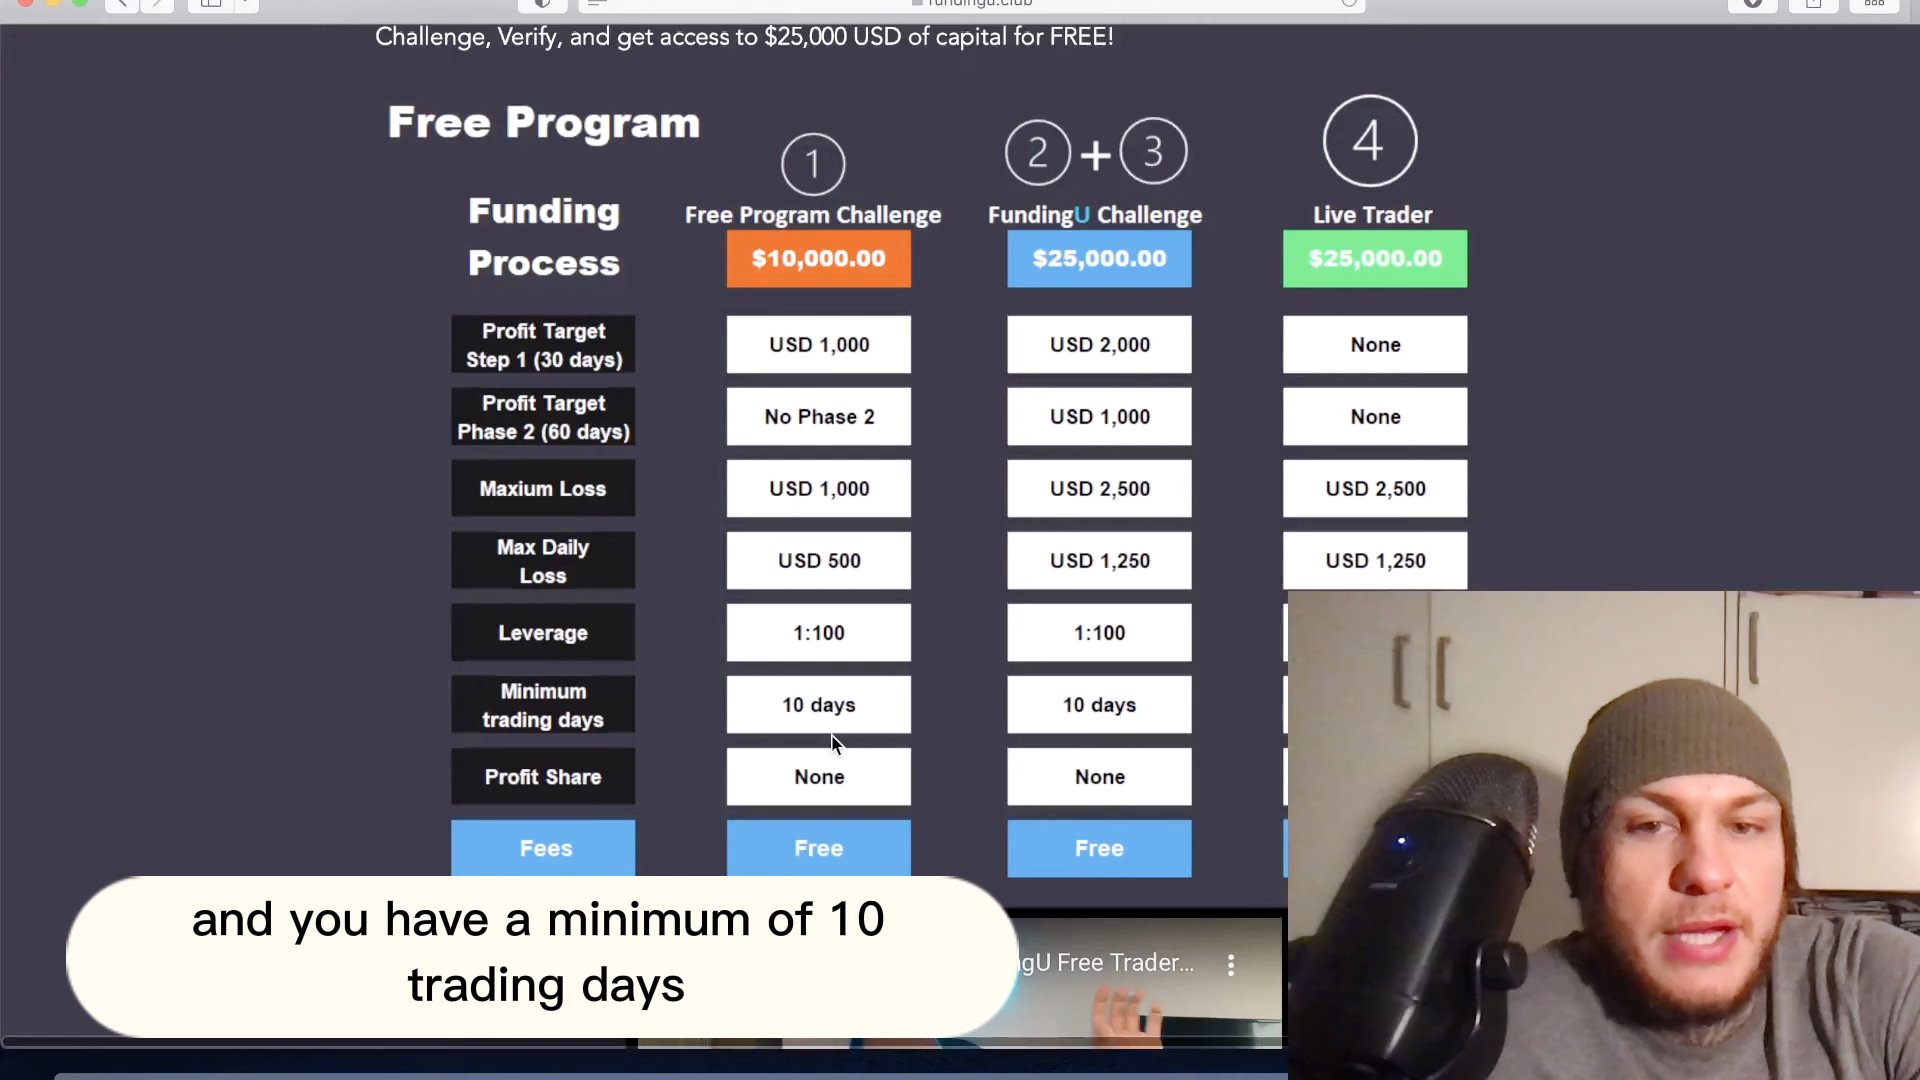 fundingu.club
Challenge, Verify, and get access to $25,000 USD of capital for FREE!
Free Program
1
2 + 3
4
Funding
Process
Free Program Challenge
FundingU Challenge
Live Trader
$10,000.00
$25,000.00
$25,000.00
Profit Target
Step 1 (30 days)
USD 1,000
USD 2,000
None
Profit Target
Phase 2 (60 days)
No Phase 2
USD 1,000
None
Maxium Loss
USD 1,000
USD 2,500
USD 2,500
Max Daily
Loss
USD 500
USD 1,250
USD 1,250
Leverage
1:100
1:100
Minimum
trading days
10 days
10 days
Profit Share
None
None
Fees
Free
Free
and you have a minimum of 10
trading days
ngU Free Trader...